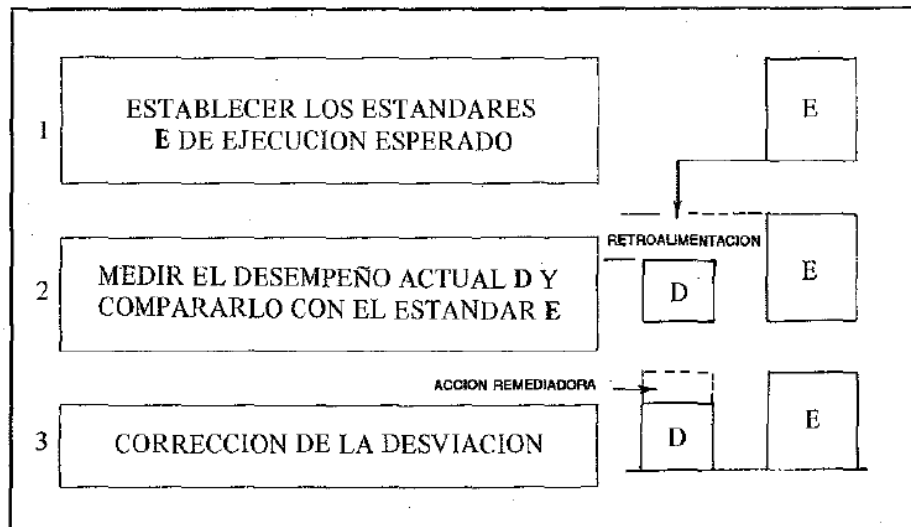 1
ESTABLECER LOS ESTANDARES
E DE EJECUCION ESPERADO
E
RETROALIMENTACION
2
MEDIR EL DESEMPEÑO ACTUAL D Y
COMPARARLO CON EL ESTANDAR E
D
E
ACCION REMEDIADORA
3
CORRECCION DE LA DESVIACION
D
E